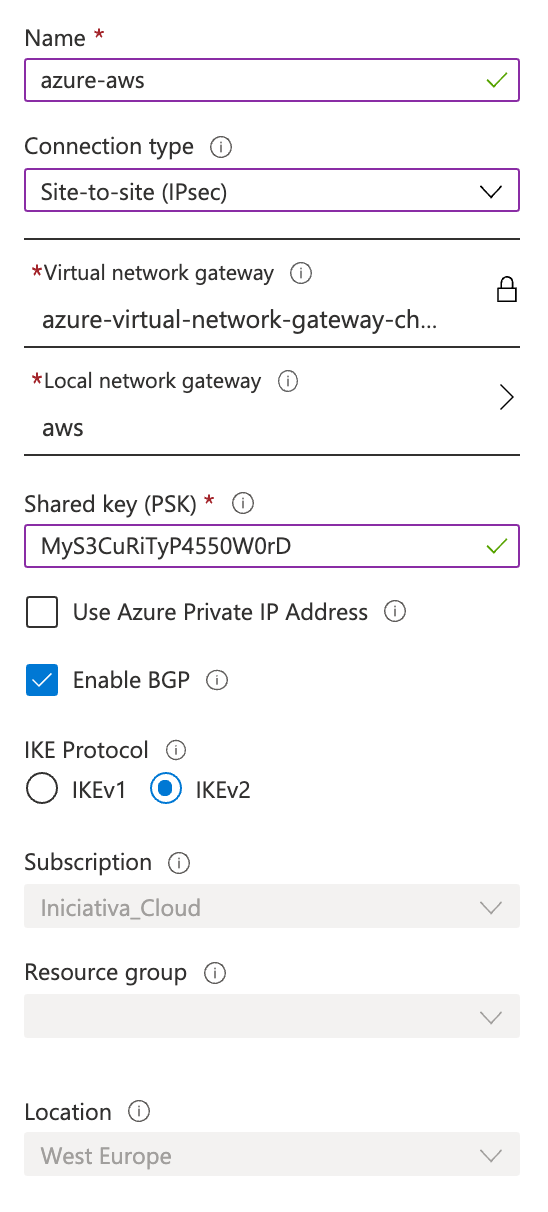 Name *
azure-aws
Connection type
Site-to-site (IPsec)
*Virtual network gateway
azure-virtual-network-gateway-ch...
*Local network gateway
aws
Shared key (PSK) *
MyS3CuRiTyP4550W0rD
Use Azure Private IP Address
Enable BGP
IKE Protocol
IKEv1 IKEv2
Subscription
Iniciativa_Cloud
Resource group
Location
West Europe